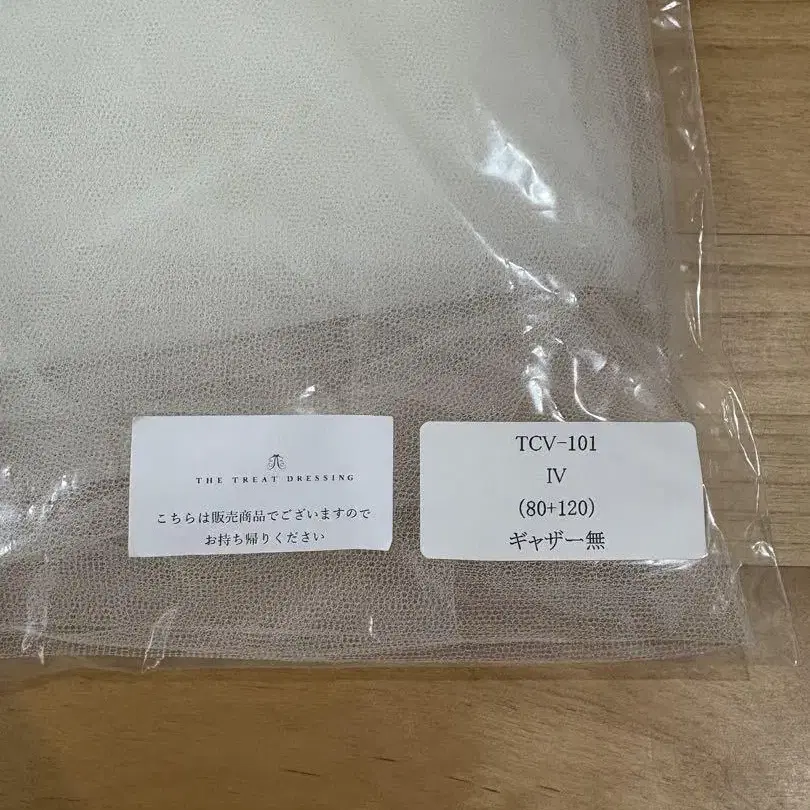 THE TREAT DRESSING
こちらは販売商品でございますので
お持ち帰りください
TCV-101
IV
(80+120)
ギャザー無